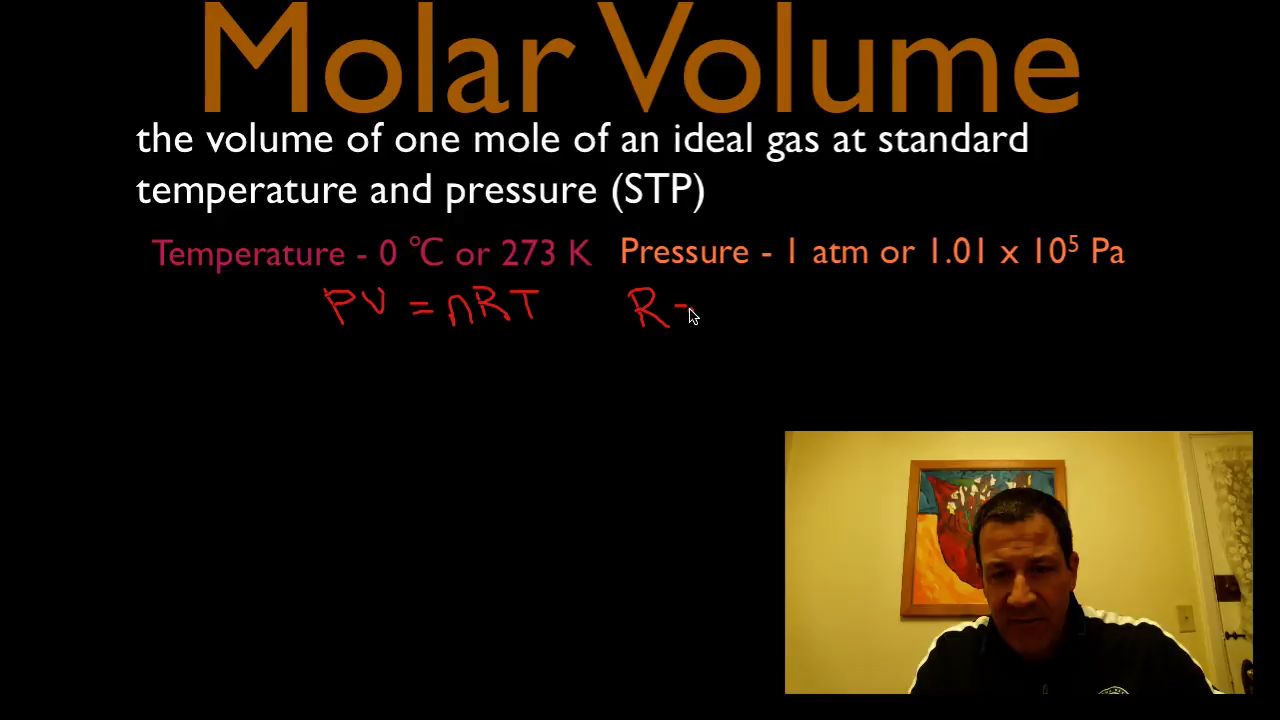 Molar Volume
the volume of one mole of an ideal gas at standard
temperature and pressure (STP)
Temperature - 0 °C or 273 K Pressure - 1 atm or 1.01 x 10⁵ Pa
PV = nRT R =